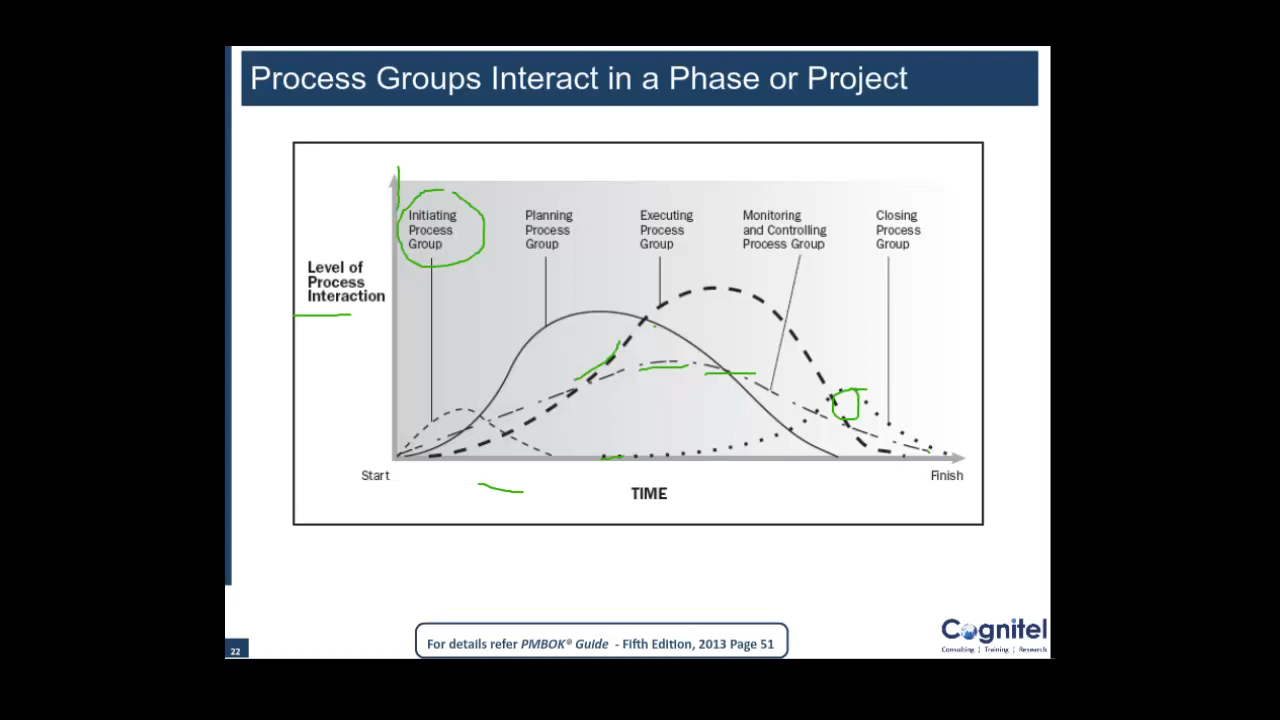 Process Groups Interact in a Phase or Project
Initiating
Process
Group
Planning
Process
Group
Executing
Process
Group
Monitoring
and Controlling
Process Group
Closing
Process
Group
Level of
Process
Interaction
Start
Finish
TIME
For details refer PMBOK® Guide - Fifth Edition, 2013 Page 51
Cognitel
Consulting | Training | Research
22